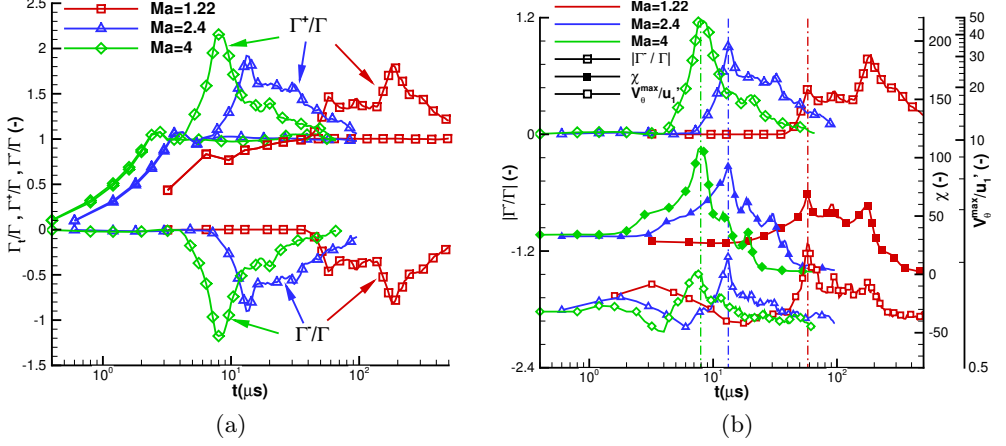 Ma=1.22
Ma=2.4
Ma=4
Γ⁺/Γ
Γ⁻/Γ
2.5
2
1.5
1
0.5
0
-0.5
-1
-1.5
Γₜ/Γ , Γ⁺/Γ , Γ⁻/Γ (-)
10⁰ 10¹ 10²
t(μs)
(a)
Ma=1.22
Ma=2.4
Ma=4
|Γ⁻/Γ|
χ
V_θ^max/u₁'
1.2
0
-1.2
-2.4
|Γ⁻/Γ| (-)
10⁰ 10¹ 10²
t(μs)
200
150
100
50
0
-50
χ (-)
50
40
30
20
10
0.5
V_θ^max/u₁' (-)
(b)